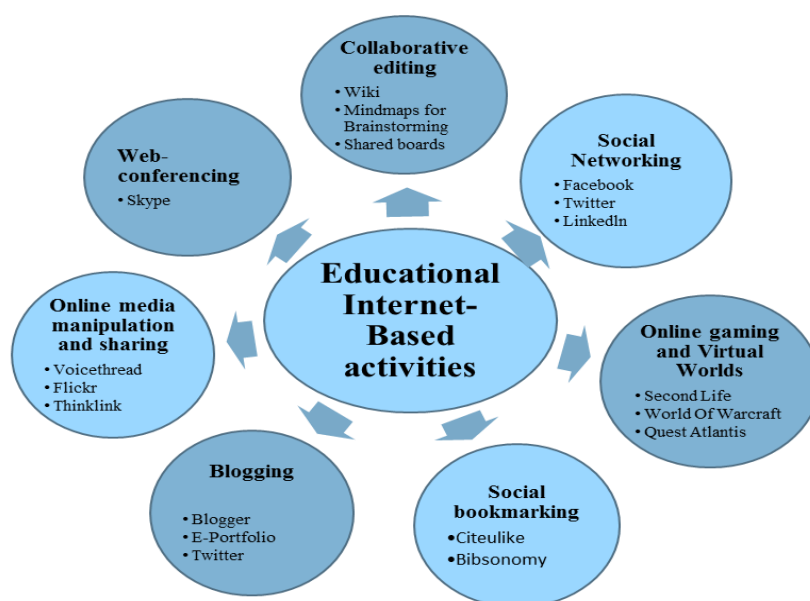 Collaborative
editing
• Wiki
• Mindmaps for
Brainstorming
• Shared boards
Social
Networking
• Facebook
• Twitter
• Linkedln
Online gaming
and Virtual
Worlds
• Second Life
• World Of Warcraft
• Quest Atlantis
Social
bookmarking
• Citeulike
• Bibsonomy
Blogging
• Blogger
• E-Portfolio
• Twitter
Online media
manipulation
and sharing
• Voicethread
• Flickr
• Thinklink
Web-
conferencing
• Skype
Educational
Internet-
Based
activities